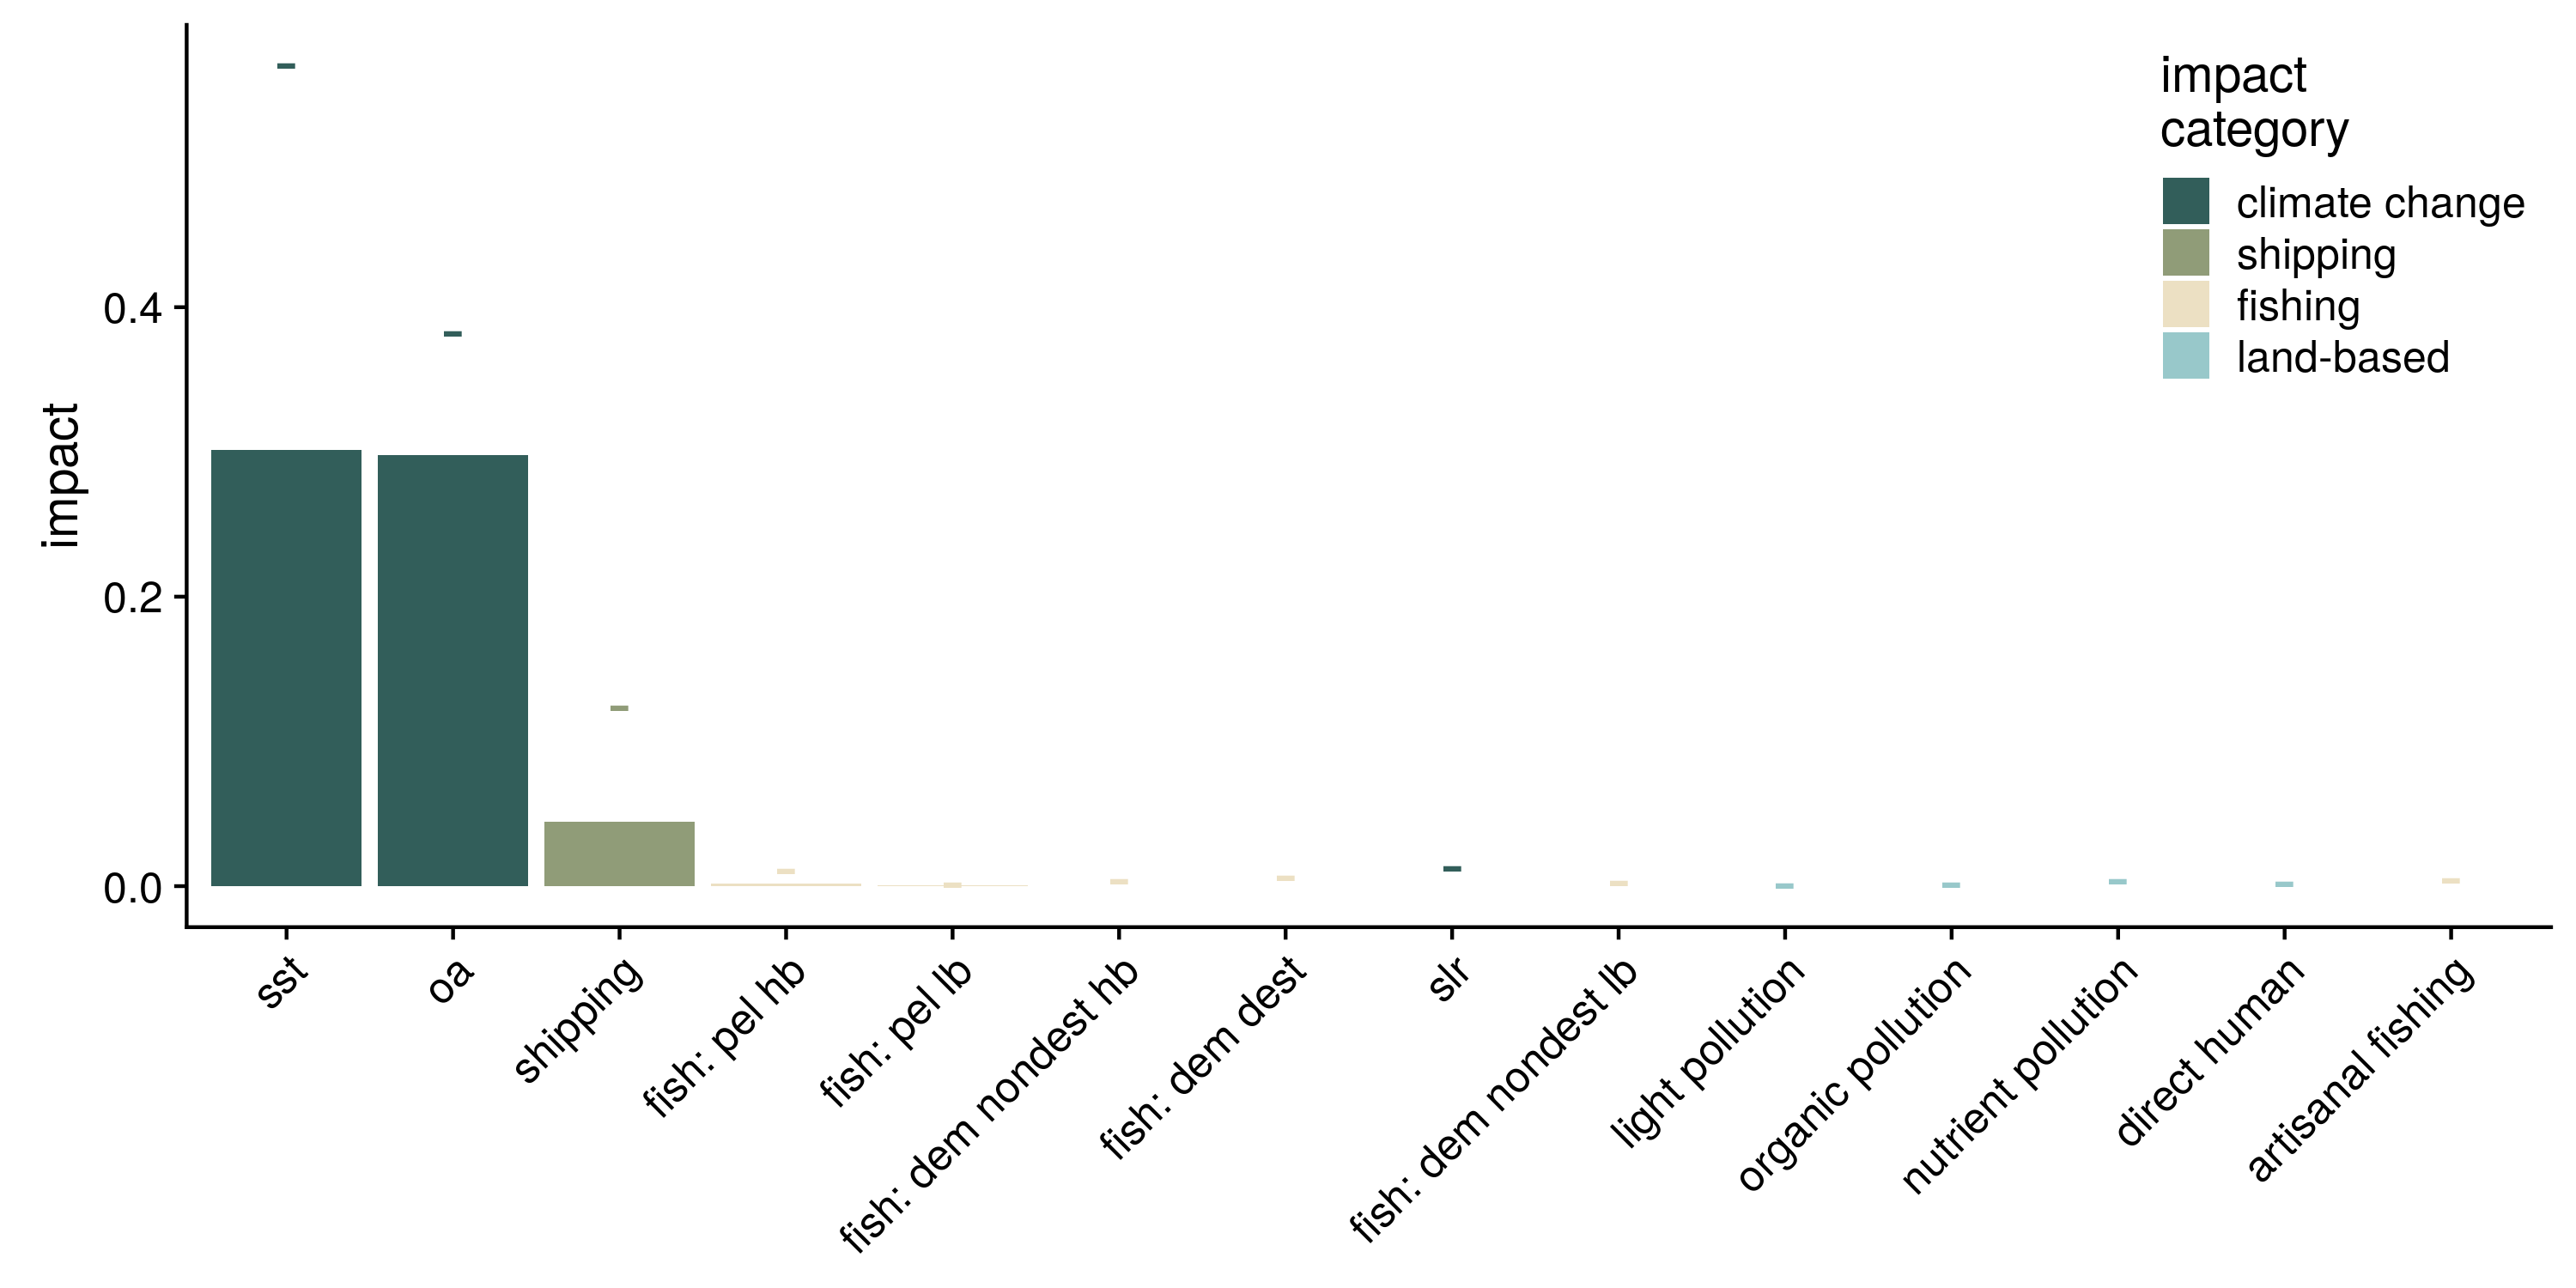 impact
category
climate change
shipping
fishing
land-based
impact
0.4
0.2
0.0
sst
oa
shipping
fish: pel hb
fish: pel lb
fish: dem nondest hb
fish: dem dest
slr
fish: dem nondest lb
light pollution
organic pollution
nutrient pollution
direct human
artisanal fishing